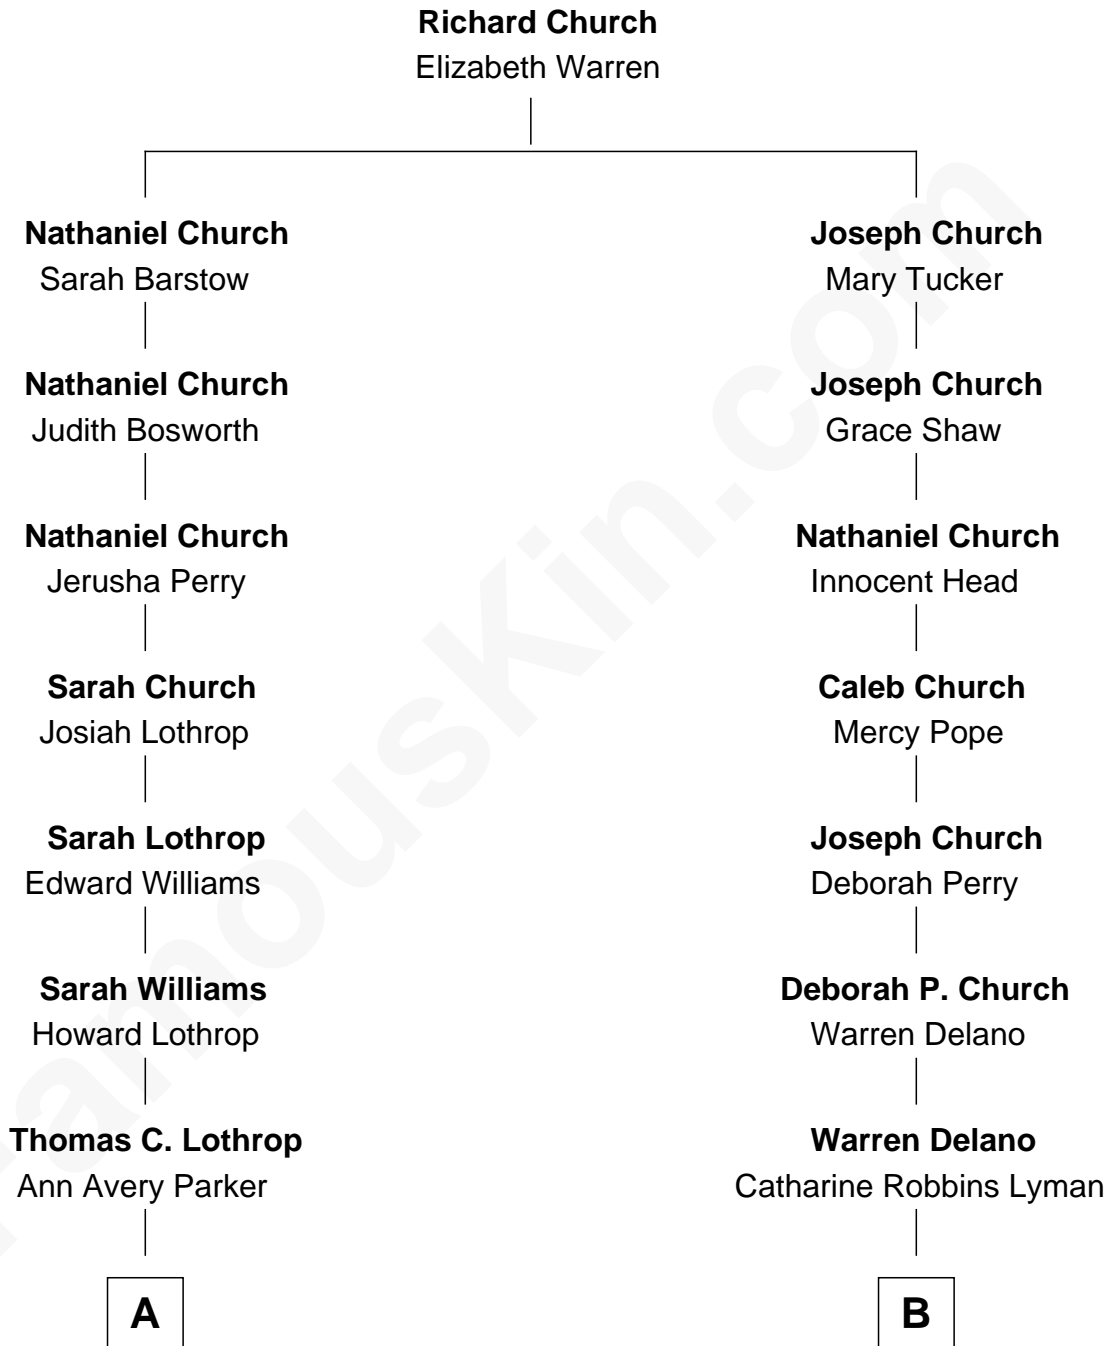 Richard Church
Elizabeth Warren
Nathaniel Church
Sarah Barstow
Nathaniel Church
Judith Bosworth
Nathaniel Church
Jerusha Perry
Sarah Church
Josiah Lothrop
Sarah Lothrop
Edward Williams
Sarah Williams
Howard Lothrop
Thomas C. Lothrop
Ann Avery Parker
A
Joseph Church
Mary Tucker
Joseph Church
Grace Shaw
Nathaniel Church
Innocent Head
Caleb Church
Mercy Pope
Joseph Church
Deborah Perry
Deborah P. Church
Warren Delano
Warren Delano
Catharine Robbins Lyman
B
FamousKin.com